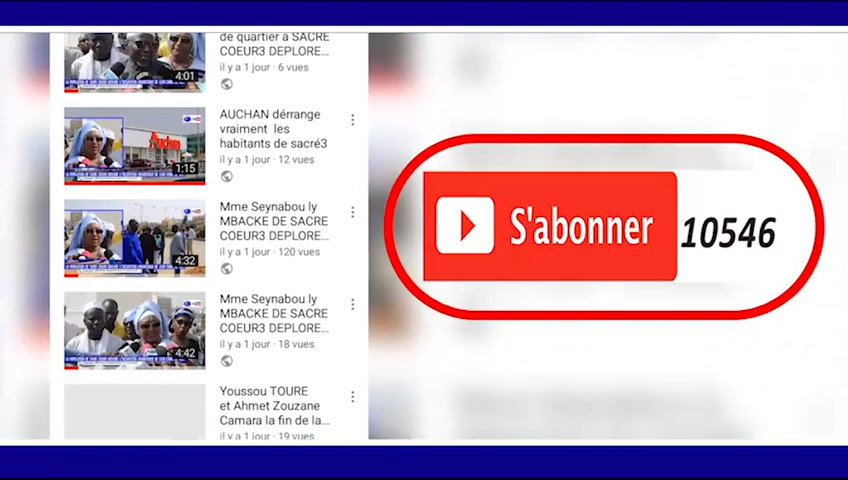 de quartier à SACRE
COEUR3 DEPLORE...
il y a 1 jour · 6 vues
4:01
AUCHAN dérrange
vraiment les
habitants de sacré3
il y a 1 jour · 12 vues
Auchan
1:15
Mme Seynabou ly
MBACKE DE SACRE
COEUR3 DEPLORE...
il y a 1 jour · 120 vues
4:32
Mme Seynabou ly
MBACKE DE SACRE
COEUR3 DEPLORE...
il y a 1 jour · 18 vues
4:42
Youssou TOURE
et Ahmet Zouzane
Camara la fin de la...
il y a 1 jour · 19 vues
S'abonner
10546